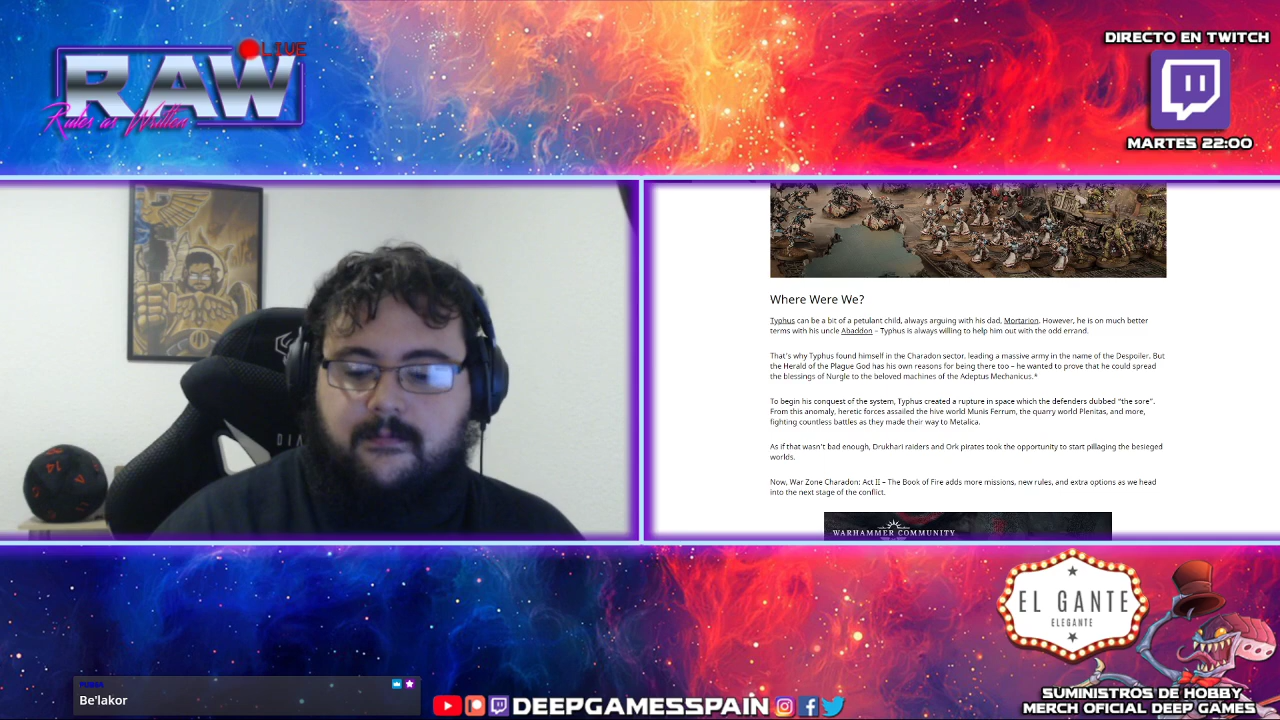 LIVE
RAW
Rules as Written
DIRECTO EN TWITCH
MARTES 22:00
14
DIA
Where Were We?
Typhus can be a bit of a petulant child, always arguing with his dad, Mortarion. However, he is on much better
terms with his uncle Abaddon – Typhus is always willing to help him out with the odd errand.
That's why Typhus found himself in the Charadon sector, leading a massive army in the name of the Despoiler. But
the Herald of the Plague God has his own reasons for being there too – he wanted to prove that he could spread
the blessings of Nurgle to the beloved machines of the Adeptus Mechanicus.*
To begin his conquest of the system, Typhus created a rupture in space which the defenders dubbed “the sore”.
From this anomaly, heretic forces assailed the hive world Munis Ferrum, the quarry world Plenitas, and more,
fighting countless battles as they made their way to Metalica.
As if that wasn't bad enough, Drukhari raiders and Ork pirates took the opportunity to start pillaging the besieged
worlds.
Now, War Zone Charadon: Act II – The Book of Fire adds more missions, new rules, and extra options as we head
into the next stage of the conflict.
WARHAMMER COMMUNITY
EL GANTE
ELEGANTE
SUMINISTROS DE HOBBY
MERCH OFICIAL DEEP GAMES
Be'lakor
DEEPGAMESSPAIN